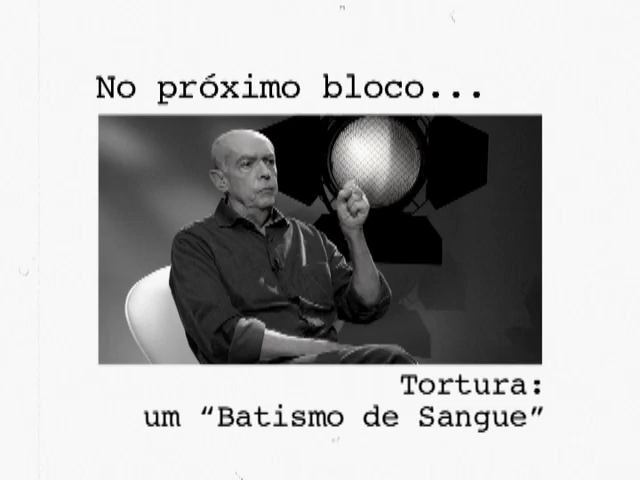 No próximo bloco...
Tortura:
um “Batismo de Sangue”